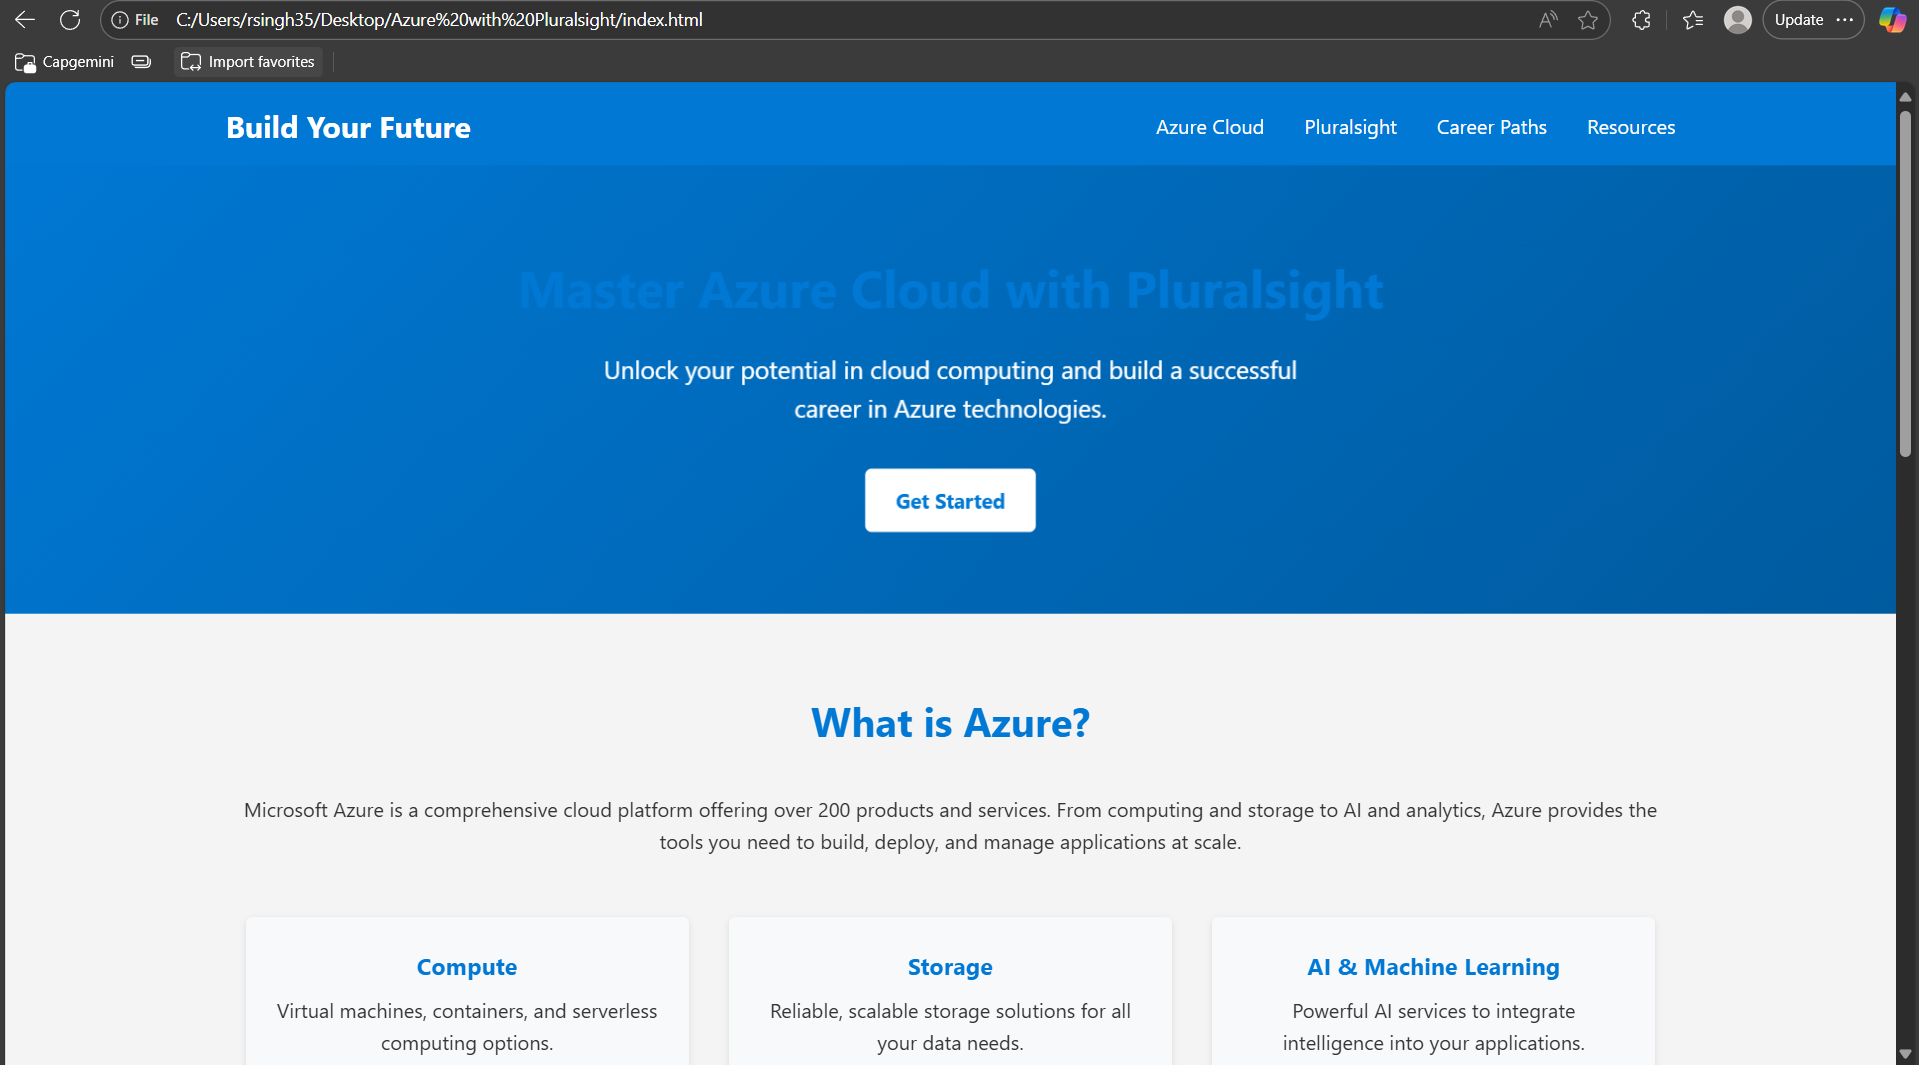 File C:/Users/rsingh35/Desktop/Azure%20with%20Pluralsight/index.html
Update
Capgemini
Import favorites
Build Your Future
Azure Cloud
Pluralsight
Career Paths
Resources
Master Azure Cloud with Pluralsight
Unlock your potential in cloud computing and build a successful
career in Azure technologies.
Get Started
What is Azure?
Microsoft Azure is a comprehensive cloud platform offering over 200 products and services. From computing and storage to AI and analytics, Azure provides the
tools you need to build, deploy, and manage applications at scale.
Compute
Virtual machines, containers, and serverless
computing options.
Storage
Reliable, scalable storage solutions for all
your data needs.
AI & Machine Learning
Powerful AI services to integrate
intelligence into your applications.